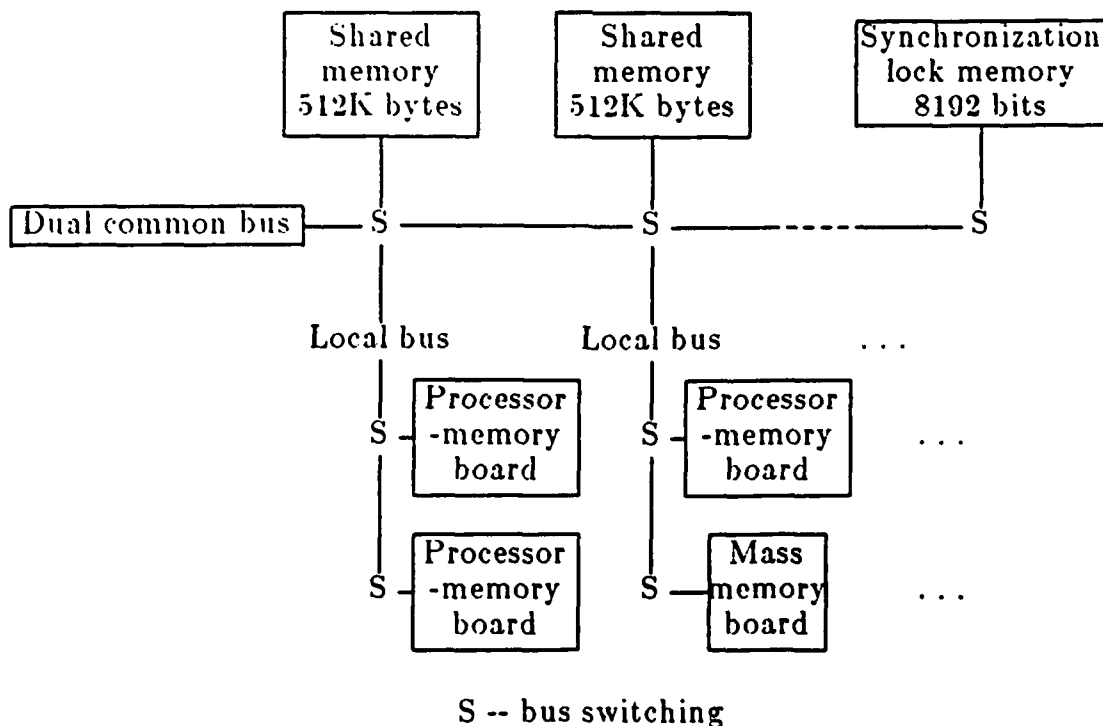 Shared
memory
512K bytes
Shared
memory
512K bytes
Synchronization
lock memory
8192 bits
Dual common bus
S
S
S
Local bus
Local bus
. . .
S
Processor
-memory
board
S
Processor
-memory
board
. . .
S
Processor
-memory
board
S
Mass
memory
board
. . .
S -- bus switching